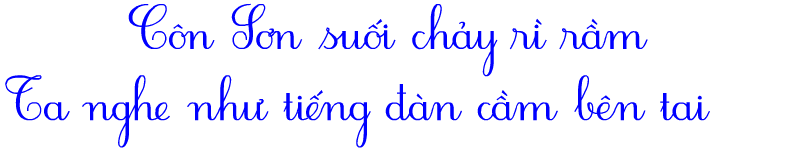 Côn Sơn suối chảy rì rầm
Ta nghe như tiếng đàn cầm bên tai